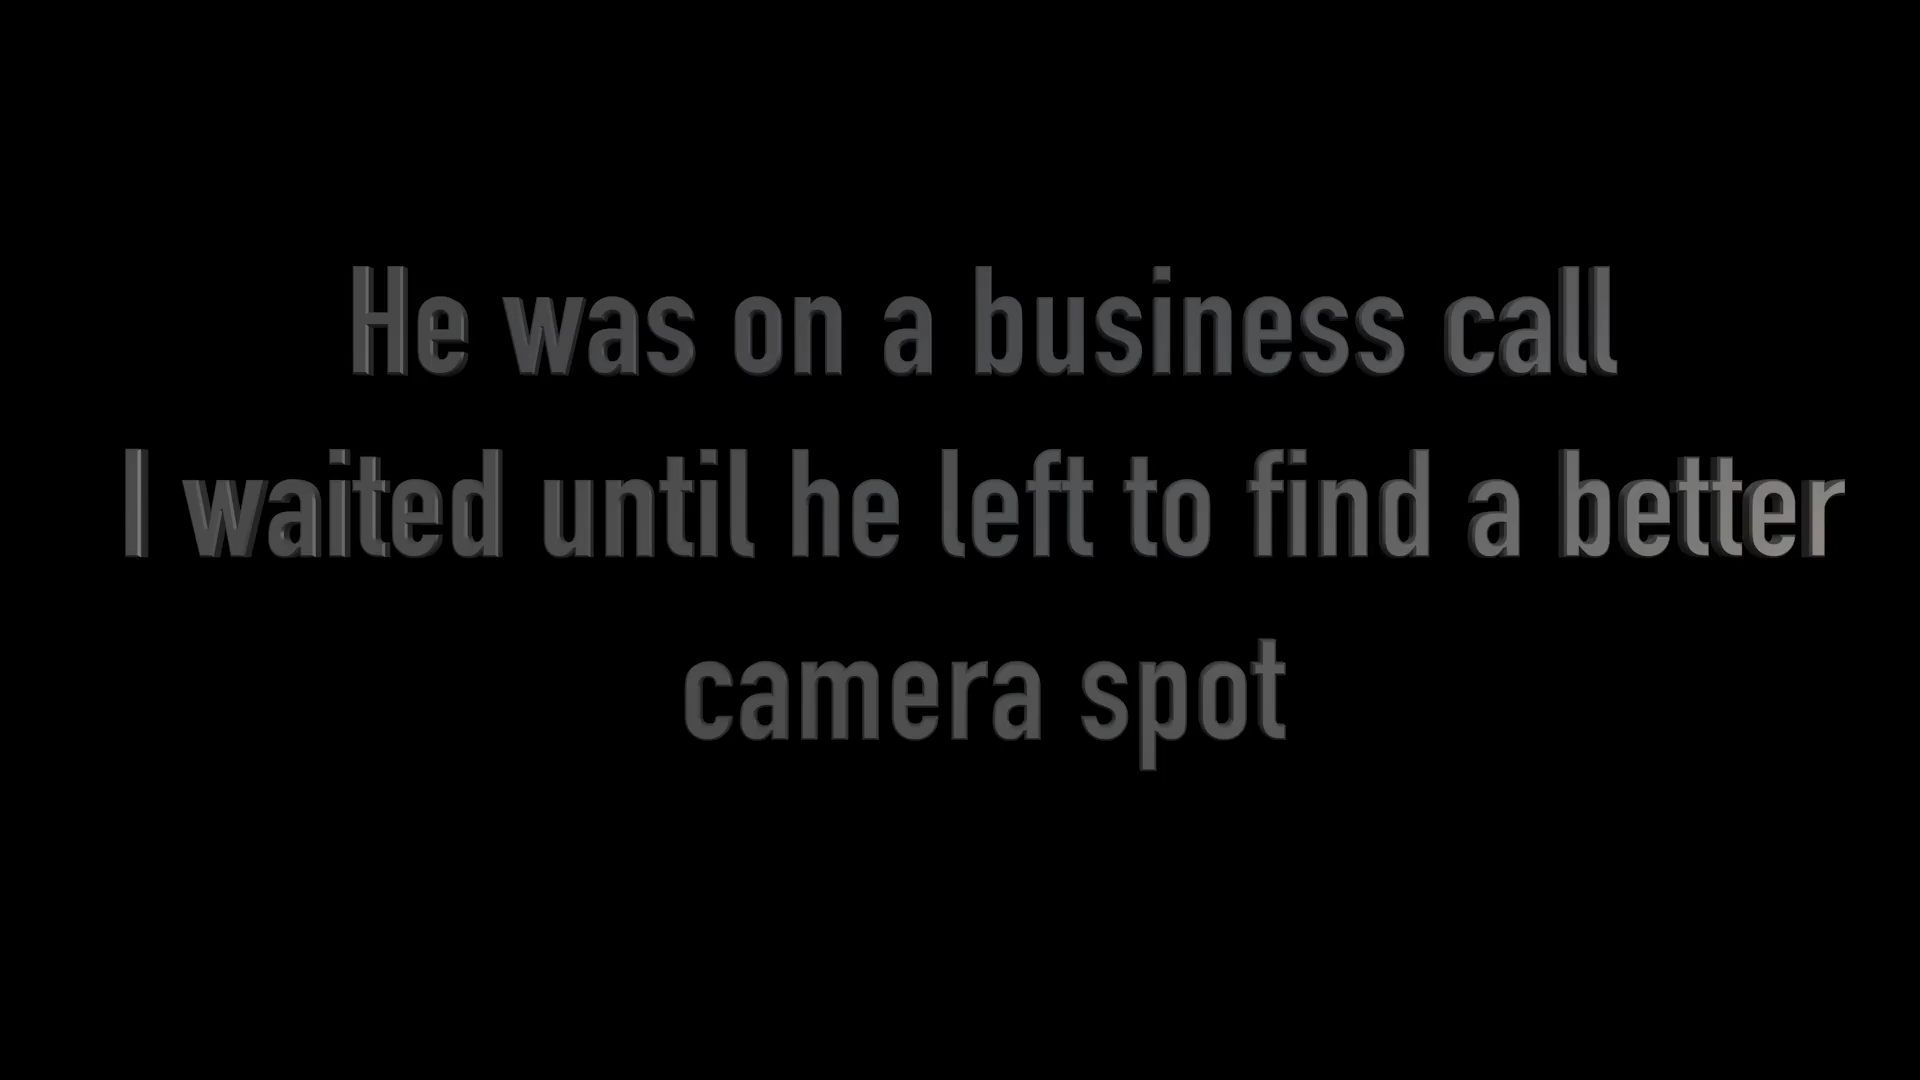 He was on a business call
I waited until he left to find a better
camera spot